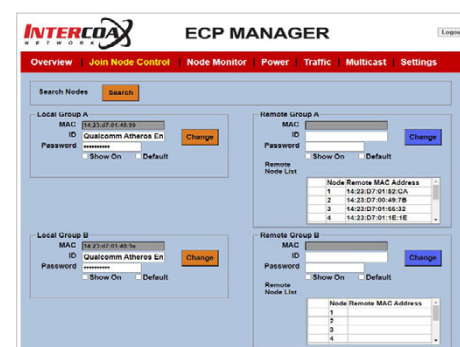 INTERCOAX
NETWORK
ECP MANAGER
Logou
Overview Join Node Control Node Monitor Power Traffic Multicast Settings
Search Nodes Search
Local Group A
MAC
ID Qualcomm Atheros En Change
Password ••••••••••
Show On Default
Remote Group A
MAC
ID Change
Password
Show On Default
Remote
Node List
Node Remote MAC Address
1 14:23:D7:01:52:CA
2 14:23:D7:00:49:7B
3 14:23:D7:01:66:32
4 14:23:D7:01:1E:1E
Local Group B
MAC
ID Qualcomm Atheros En Change
Password ••••••••••
Show On Default
Remote Group B
MAC
ID Change
Password
Show On Default
Remote
Node List
Node Remote MAC Address
1
2
3
4